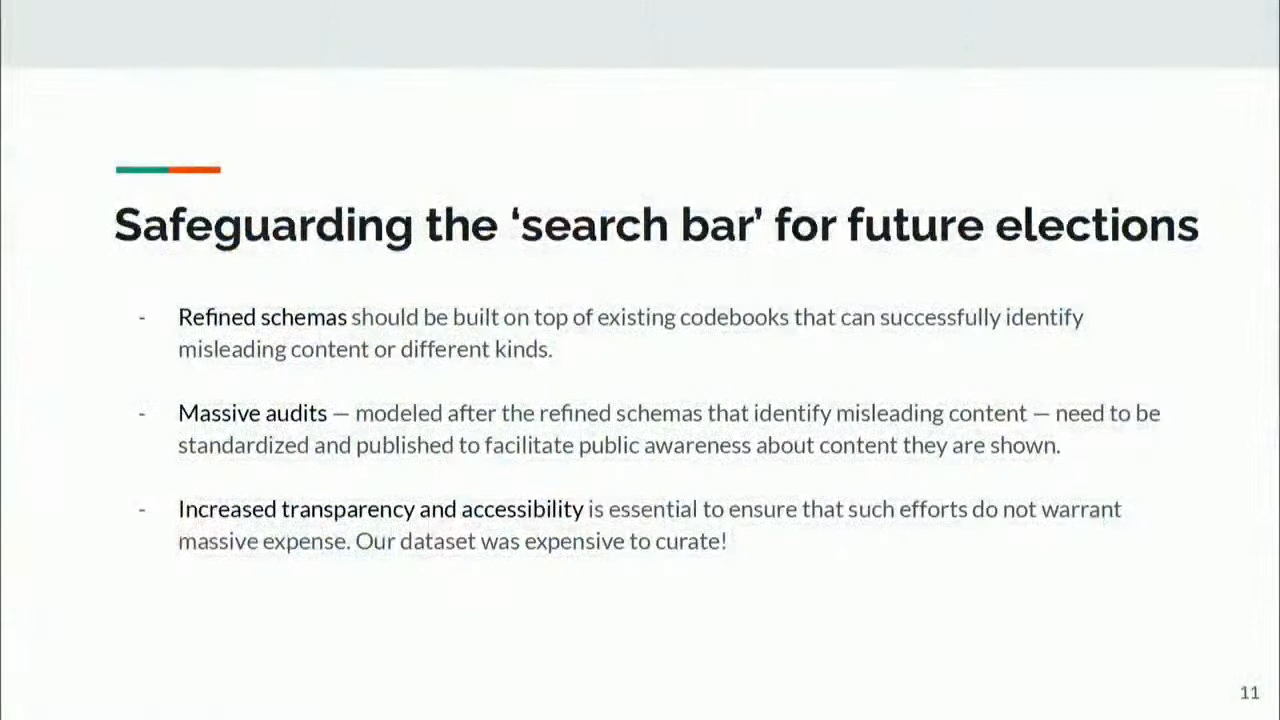 Safeguarding the ‘search bar’ for future elections
- Refined schemas should be built on top of existing codebooks that can successfully identify
misleading content or different kinds.
- Massive audits — modeled after the refined schemas that identify misleading content — need to be
standardized and published to facilitate public awareness about content they are shown.
- Increased transparency and accessibility is essential to ensure that such efforts do not warrant
massive expense. Our dataset was expensive to curate!
11